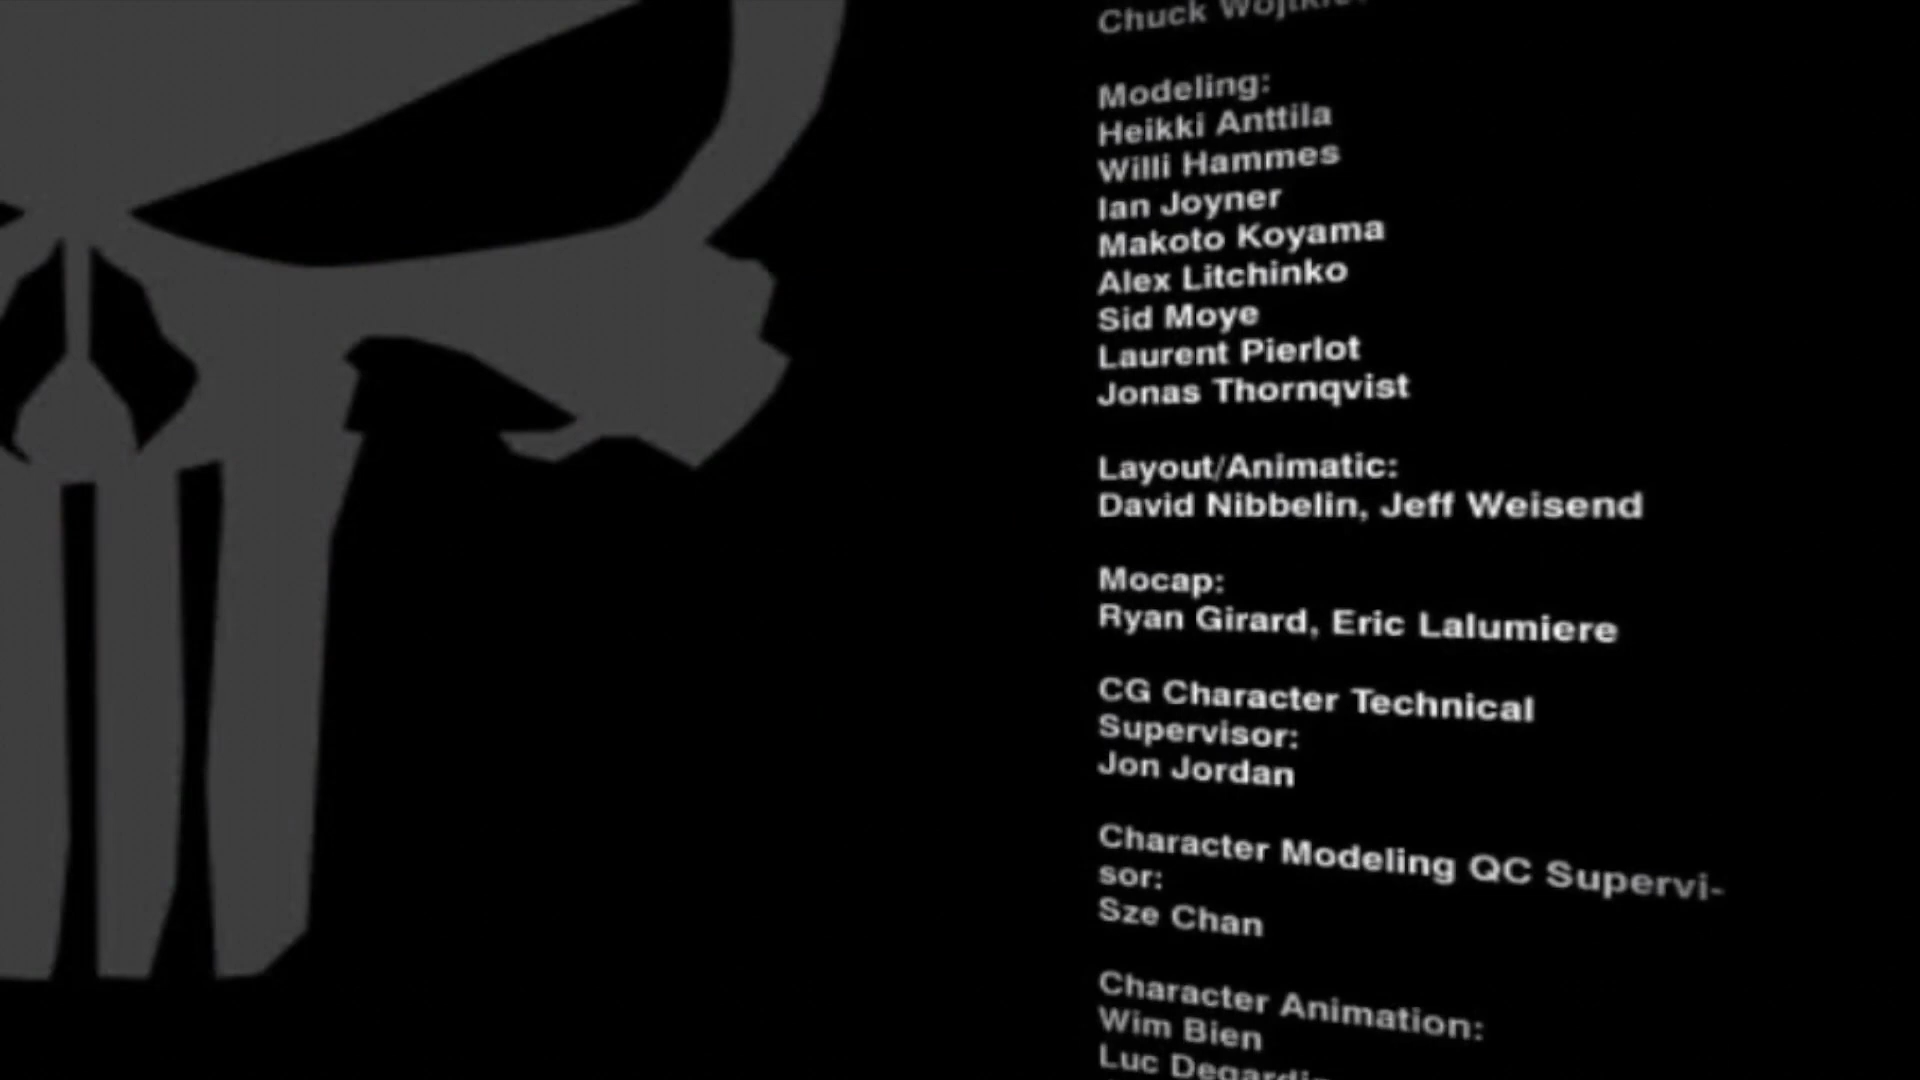 Chuck
Modeling:
Heikki Anttila
Willi Hammes
Ian Joyner
Makoto Koyama
Alex Litchinko
Sid Moye
Laurent Pierlot
Jonas Thornqvist
Layout/Animatic:
David Nibbelin, Jeff Weisend
Mocap:
Ryan Girard, Eric Lalumiere
CG Character Technical
Supervisor:
Jon Jordan
Character Modeling QC Supervi-
sor:
Sze Chan
Character Animation:
Wim Bien
Luc